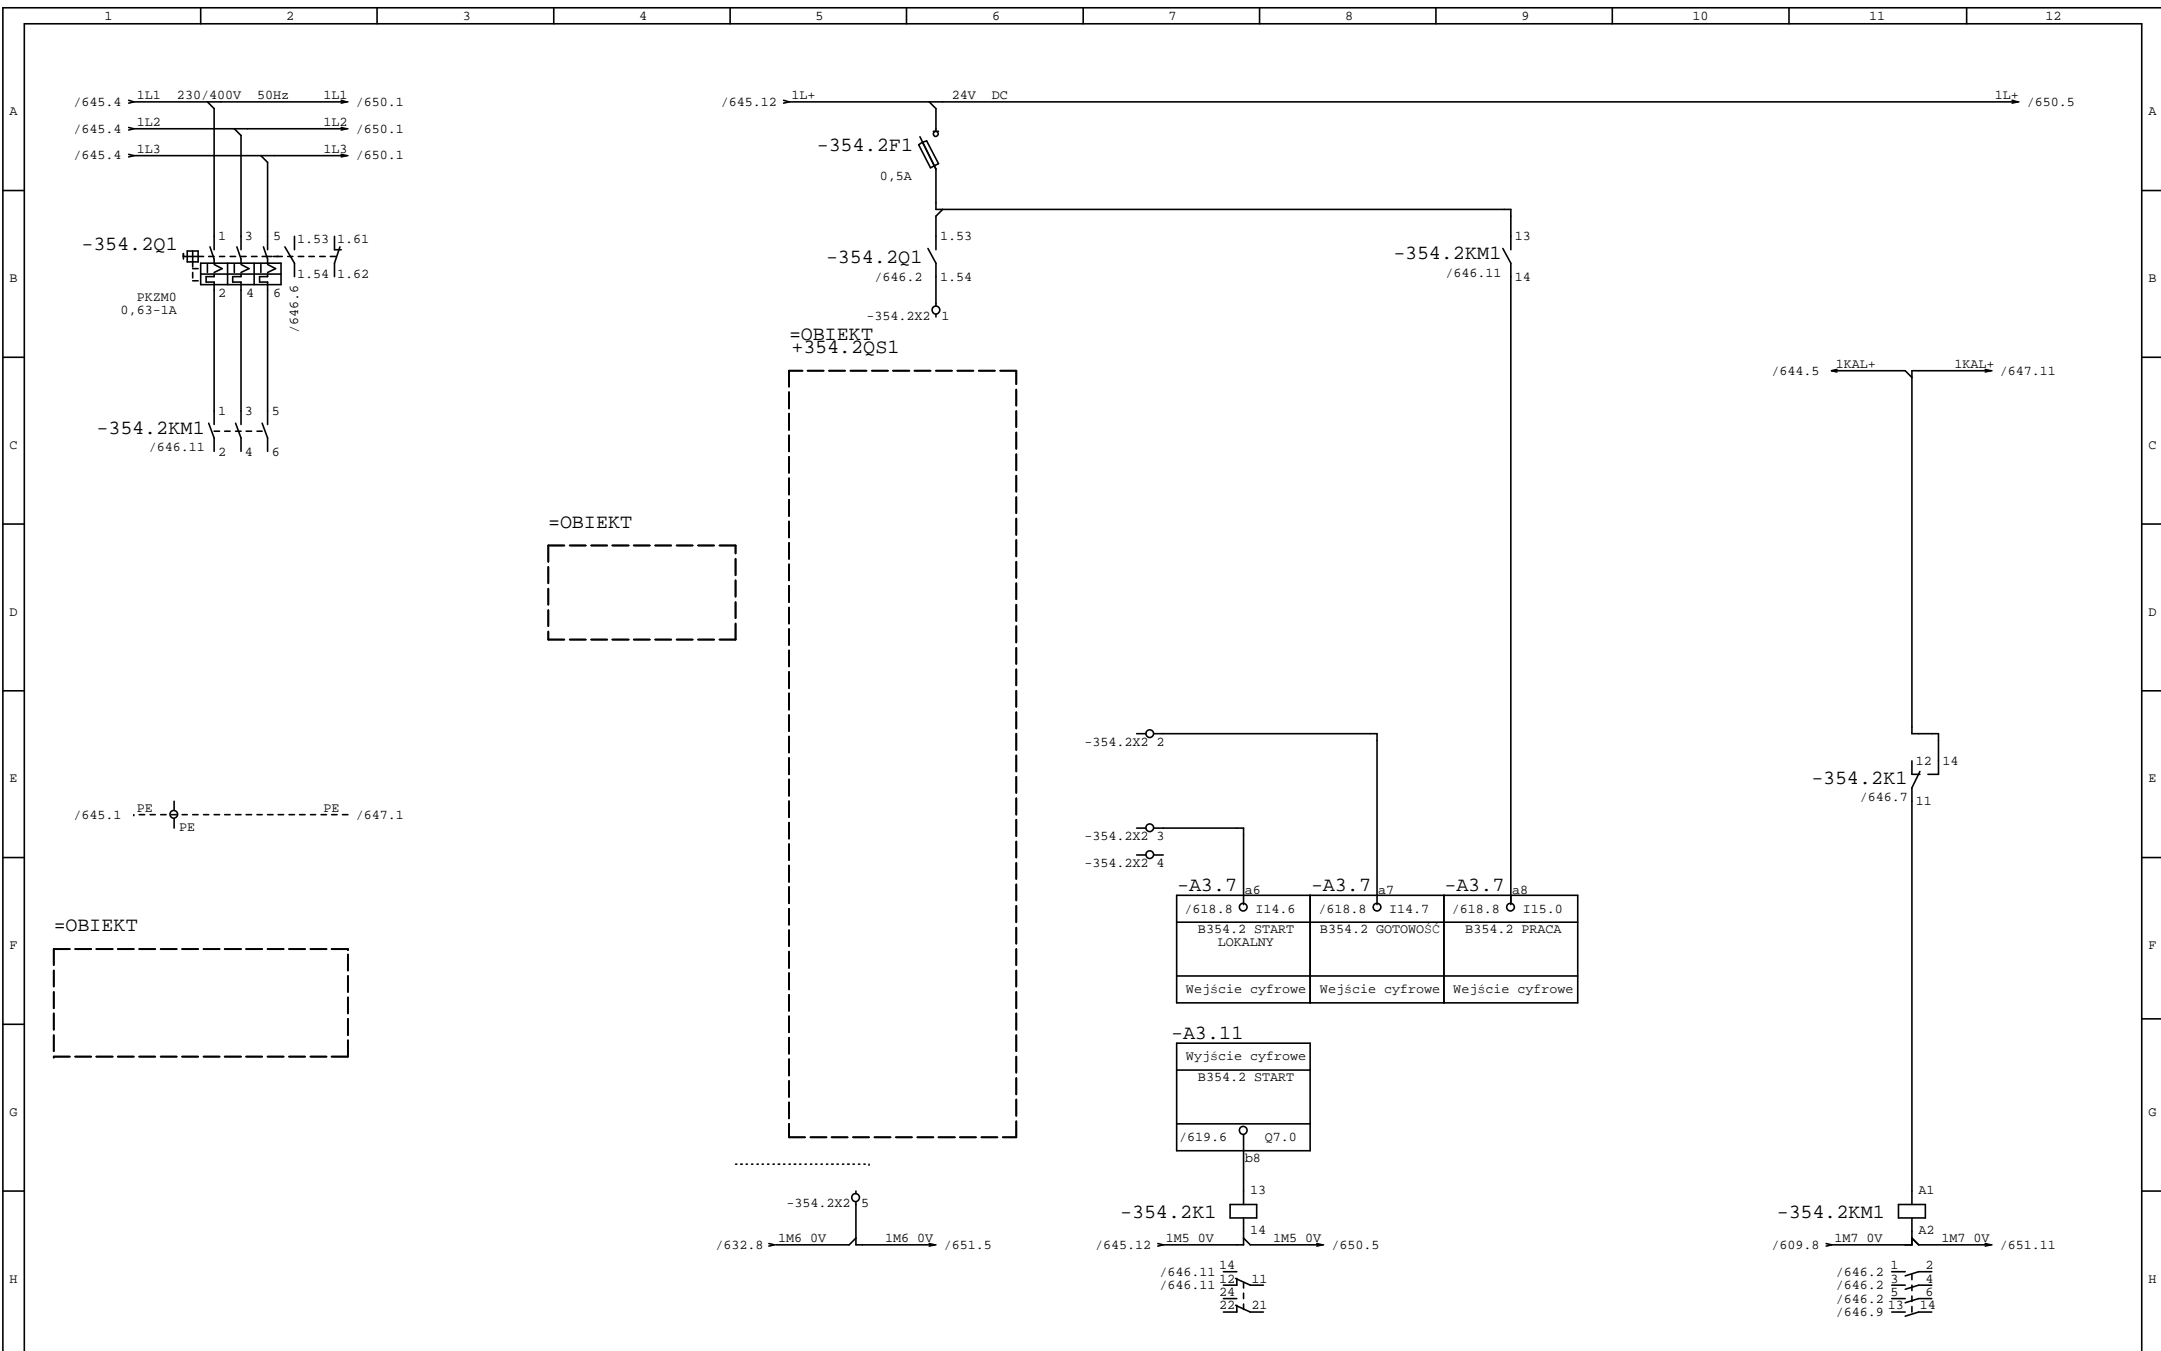 1 2 3 4 5 6 7 8 9 10 11 12
A A
/645.4 1L1 230/400V 50Hz 1L1 /650.1
/645.4 1L2 1L2 /650.1
/645.4 1L3 1L3 /650.1
/645.12 1L+ 24V DC 1L+ /650.5
-354.2F1
0,5A
B B
-354.2Q1 1 3 5 1.53 1.61
1.54 1.62
2 4 6
PKZM0
0,63-1A
/646.6
1.53
-354.2Q1
/646.2 1.54
-354.2X2 1
13
-354.2KM1
/646.11 14
=OBIEKT
+354.2QS1
/644.5 1KAL+ 1KAL+ /647.11
C C
1 3 5
-354.2KM1
/646.11 2 4 6
=OBIEKT
D D
-354.2X2 2
E E
12 14
-354.2K1
/646.7 11
/645.1 PE PE /647.1
PE
-354.2X2 3
-354.2X2 4
-A3.7 a6 -A3.7 a7 -A3.7 a8
/618.8 I14.6 /618.8 I14.7 /618.8 I15.0
B354.2 START
LOKALNY
B354.2 GOTOWOŚĆ
B354.2 PRACA
Wejście cyfrowe Wejście cyfrowe Wejście cyfrowe
F F
=OBIEKT
-A3.11
Wyjście cyfrowe
B354.2 START
G G
/619.6 Q7.0
b8
-354.2X2 5
/632.8 1M6 0V 1M6 0V /651.5
13
-354.2K1
14
/645.12 1M5 0V 1M5 0V /650.5
A1
-354.2KM1
A2
/609.8 1M7 0V 1M7 0V /651.11
H H
/646.11 14
/646.11 12 11
24
22 21
/646.2 1 2
/646.2 3 4
/646.2 5 6
/646.9 13 14